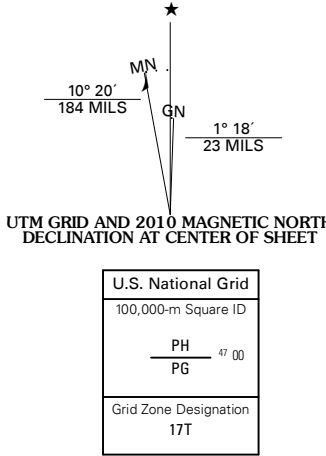 ★
MN
10° 20´
184 MILS
GN
1° 18´
23 MILS
UTM GRID AND 2010 MAGNETIC NORTH
DECLINATION AT CENTER OF SHEET
U.S. National Grid
100,000-m Square ID
PH
47 00
PG
Grid Zone Designation
17T